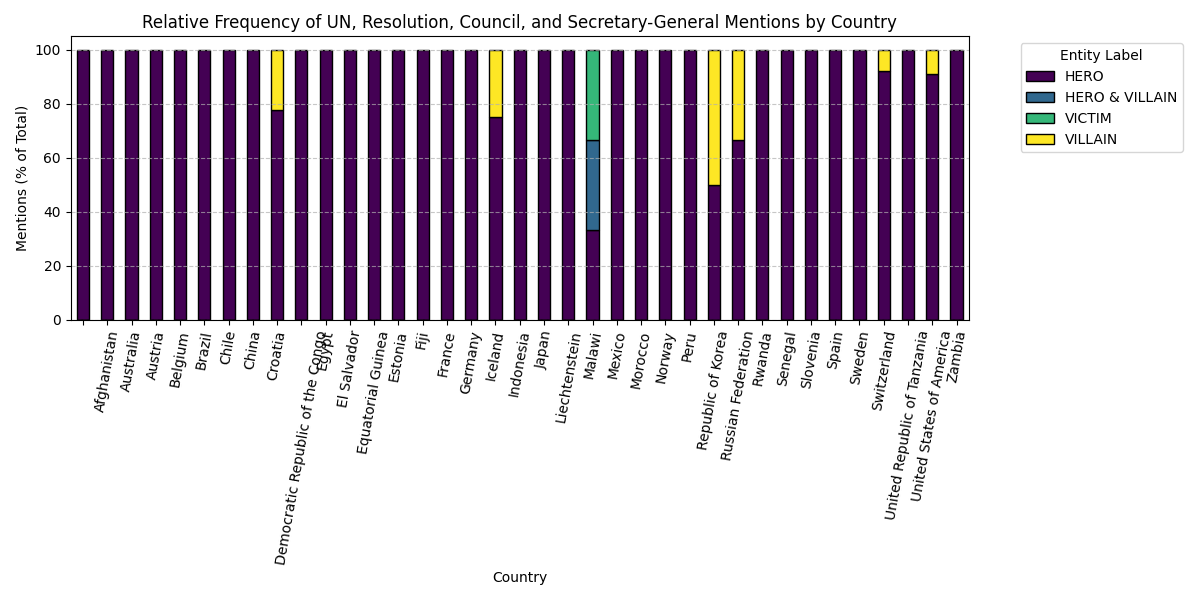 Relative Frequency of UN, Resolution, Council, and Secretary-General Mentions by Country
Mentions (% of Total)
100
80
60
40
20
0
Afghanistan
Australia
Austria
Belgium
Brazil
Chile
China
Croatia
Democratic Republic of the Congo
Egypt
El Salvador
Equatorial Guinea
Estonia
Fiji
France
Germany
Iceland
Indonesia
Japan
Liechtenstein
Malawi
Mexico
Morocco
Norway
Peru
Republic of Korea
Russian Federation
Rwanda
Senegal
Slovenia
Spain
Sweden
Switzerland
United Republic of Tanzania
United States of America
Zambia
Country
Entity Label
HERO
HERO & VILLAIN
VICTIM
VILLAIN